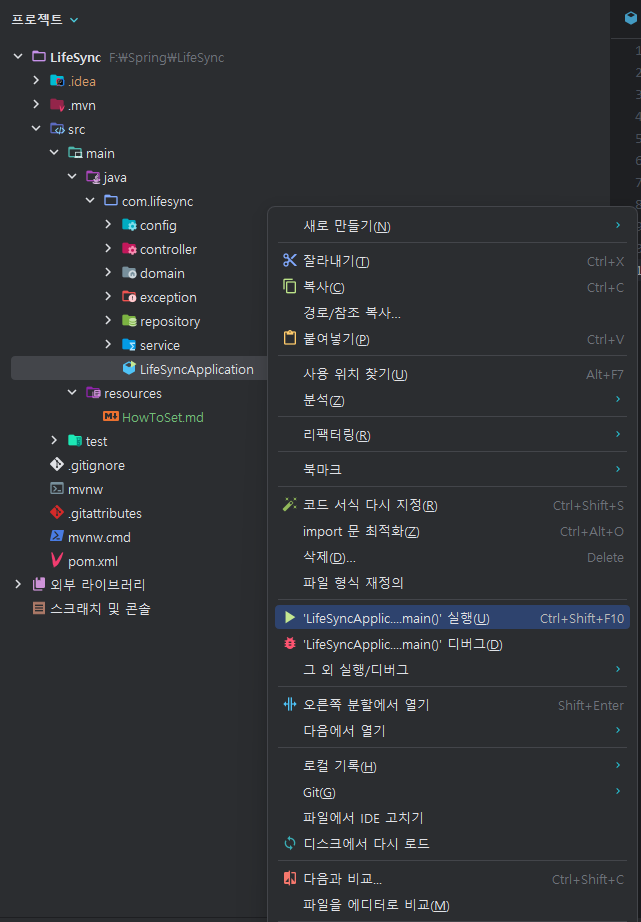 프로젝트
LifeSync F:₩Spring₩LifeSync
.idea
.mvn
src
main
java
com.lifesync
config
controller
domain
exception
repository
service
LifeSyncApplication
resources
HowToSet.md
test
.gitignore
mvnw
.gitattributes
mvnw.cmd
pom.xml
외부 라이브러리
스크래치 및 콘솔
새로 만들기(N)
잘라내기(T) Ctrl+X
복사(C) Ctrl+C
경로/참조 복사...
붙여넣기(P) Ctrl+V
사용 위치 찾기(U) Alt+F7
분석(Z)
리팩터링(R)
북마크
코드 서식 다시 지정(R) Ctrl+Shift+S
import 문 최적화(Z) Ctrl+Alt+O
삭제(D)... Delete
파일 형식 재정의
'LifeSyncApplic....main()' 실행(U) Ctrl+Shift+F10
'LifeSyncApplic....main()' 디버그(D)
그 외 실행/디버그
오른쪽 분할에서 열기 Shift+Enter
다음에서 열기
로컬 기록(H)
Git(G)
파일에서 IDE 고치기
디스크에서 다시 로드
다음과 비교... Ctrl+Shift+C
파일을 에디터로 비교(M)